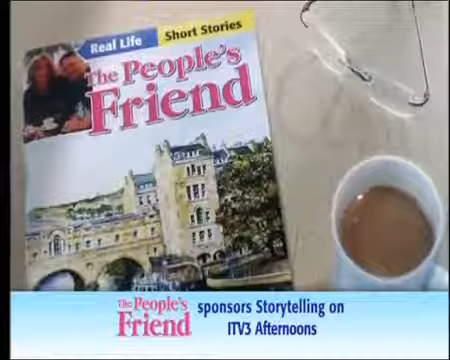 Real Life
Short Stories
The People's
Friend
The People's
Friend
sponsors Storytelling on
ITV3 Afternoons